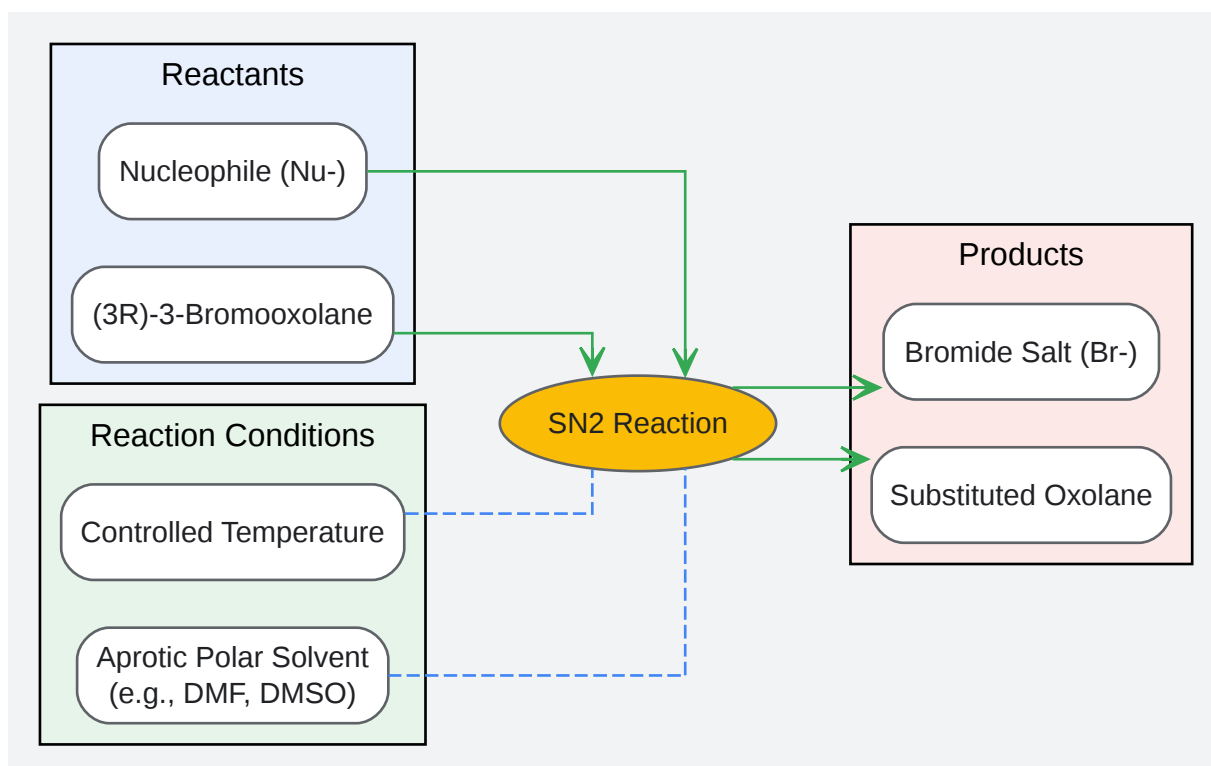 Reactants
Nucleophile (Nu-)
(3R)-3-Bromooxolane
Reaction Conditions
Controlled Temperature
Aprotic Polar Solvent
(e.g., DMF, DMSO)
SN2 Reaction
Products
Bromide Salt (Br-)
Substituted Oxolane